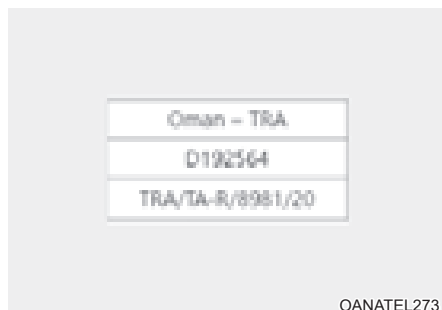 Oman – TRA
D192564
TRA/TA-R/8981/20
OANATEL273